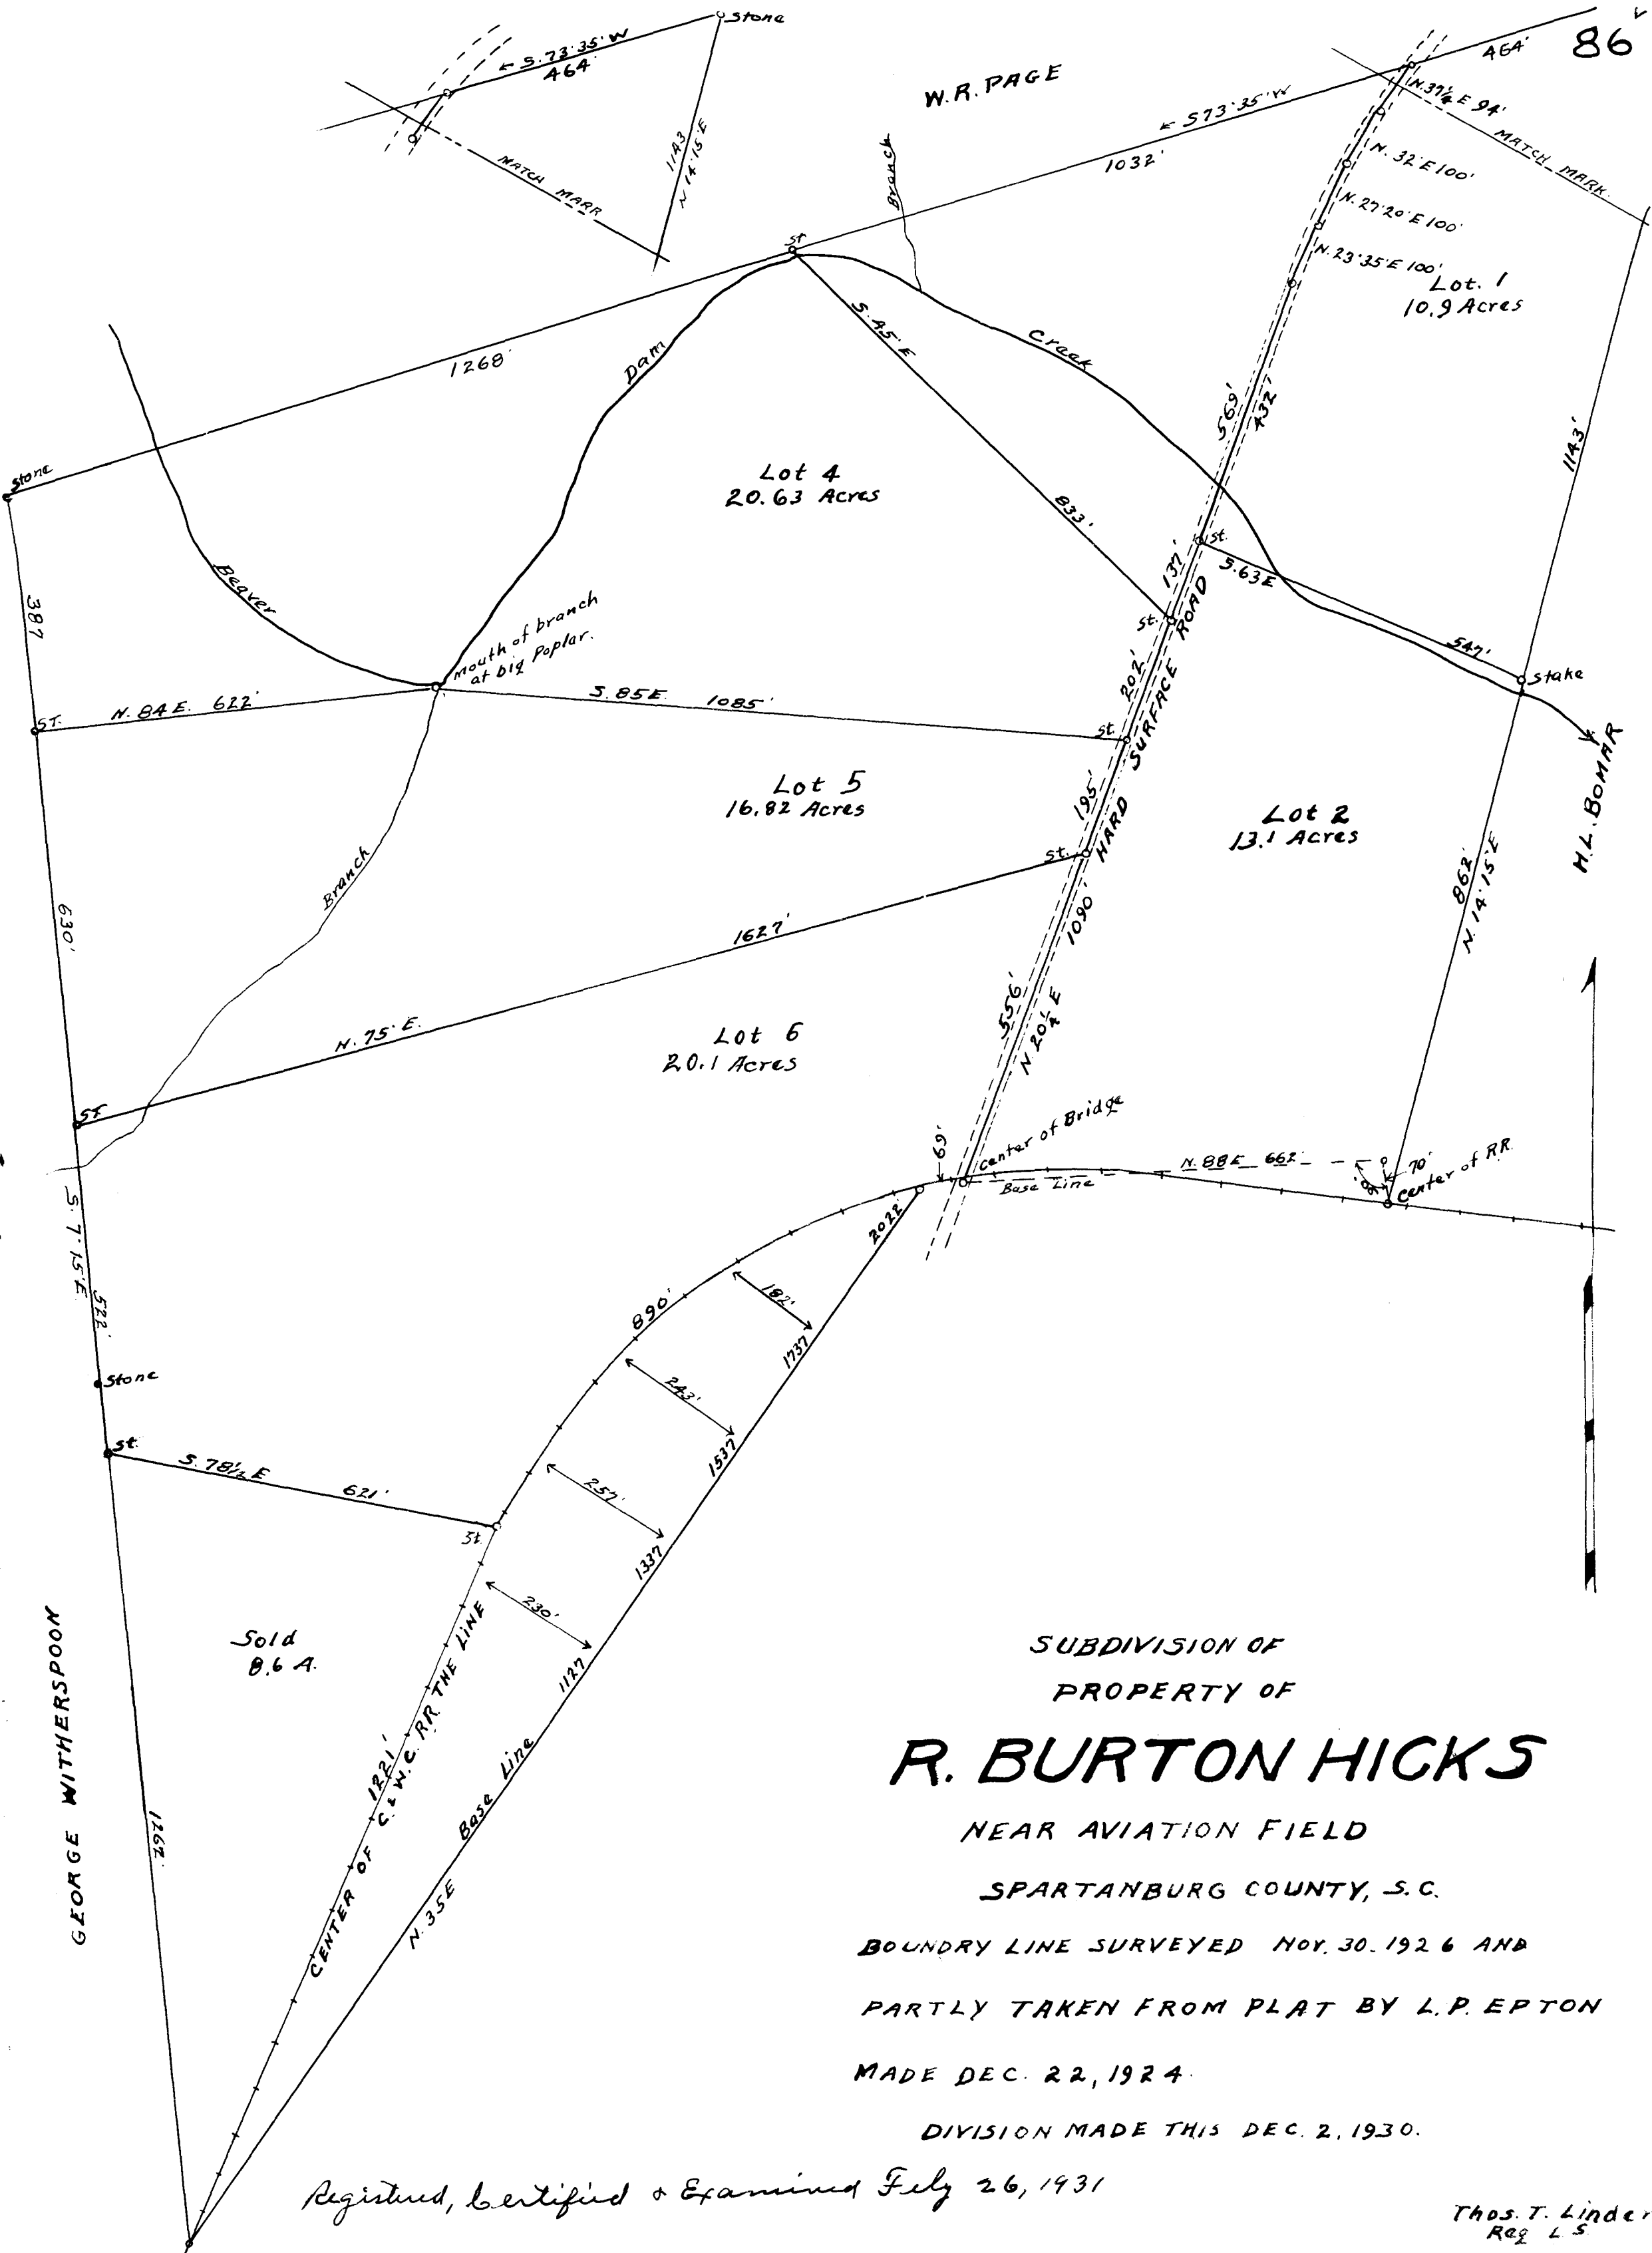 86
Stone
← S.73°35'W
464'
MATCH MARR
1143
N 14°15'E
W.R. PAGE
← S73°35'W
1032'
464'
N.37¼ E 94'
MATCH MARK.
N. 32°E 100'
N.27°20'E 100'
N.23°35'E 100'
Lot. 1
10.9 Acres
Branch
St
1268'
Dam
S.45°E
Creek
569'
432'
1143'
Stone
Lot 4
20.63 Acres
833'
387
Beaver
Mouth of branch
at big Poplar.
137'
St.
S.63E
547'
Stake
St.
ROAD
ST.
N. 84E. 622'
S. 85E. 1085'
202'
St.
SURFACE
H.L. BOMAR
Lot 5
16.82 Acres
195'
HARD
Lot 2
13.1 Acres
St.
Branch
630'
1627'
1090'
862'
N. 14°15'E
N. 75°E.
Lot 6
20.1 Acres
556'
N 20¼ E
ST
69'
Center of Bridge
Base Line
N.88E 662'
70'
Center of R.R.
S. 7°15'E.
522'
2022'
890'
182'
1737'
Stone
243'
1537'
St.
S. 78½ E
621'
St.
257'
1337
230'
1127
Sold
8.6 A.
GEORGE WITHERSPOON
1221'
CENTER OF C. & W.C. RR. THE LINE
Base Line
N. 35E
1267'
SUBDIVISION OF
PROPERTY OF
R. BURTON HICKS
NEAR AVIATION FIELD
SPARTANBURG COUNTY, S.C.
BOUNDRY LINE SURVEYED NOV. 30. 1926 AND
PARTLY TAKEN FROM PLAT BY L.P. EPTON
MADE DEC. 22, 1924.
DIVISION MADE THIS DEC. 2, 1930.
Registered, Certified & Examined Feby 26, 1931
Thos. T. Linder
Reg L S